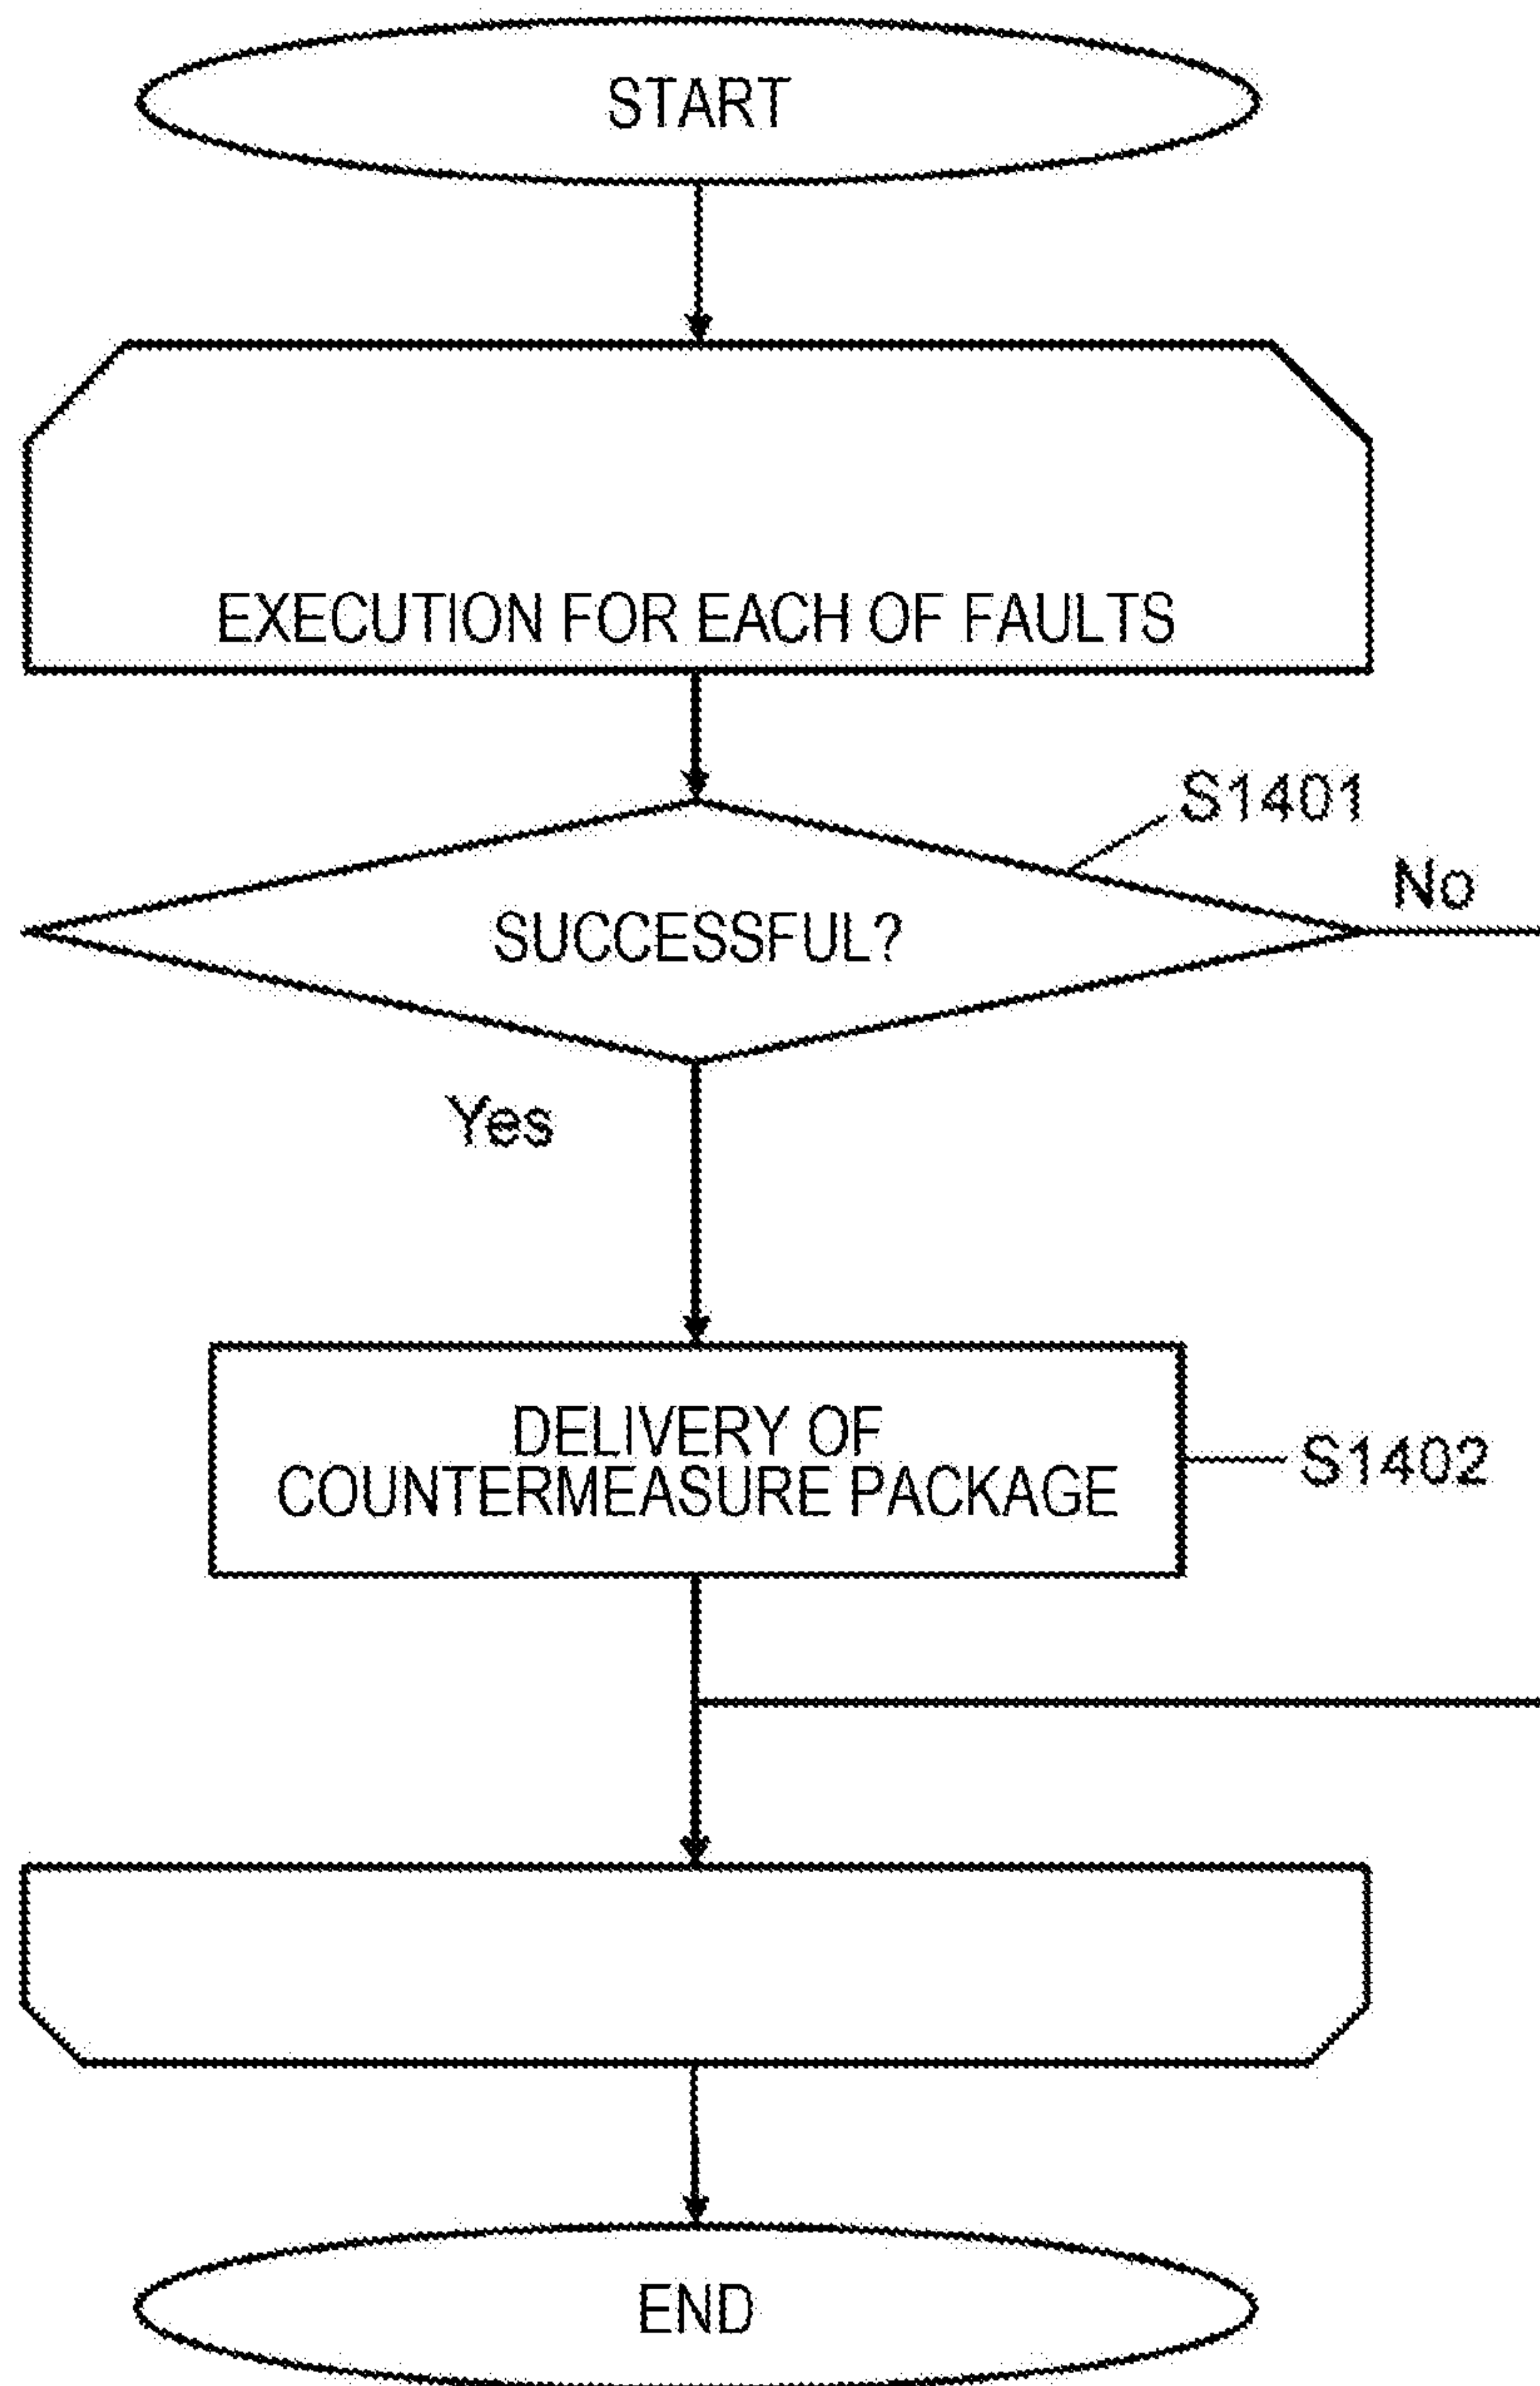 START
EXECUTION FOR EACH OF FAULTS
S1401
No
SUCCESSFUL?
Yes
DELIVERY OF
COUNTERMEASURE PACKAGE
S1402
END